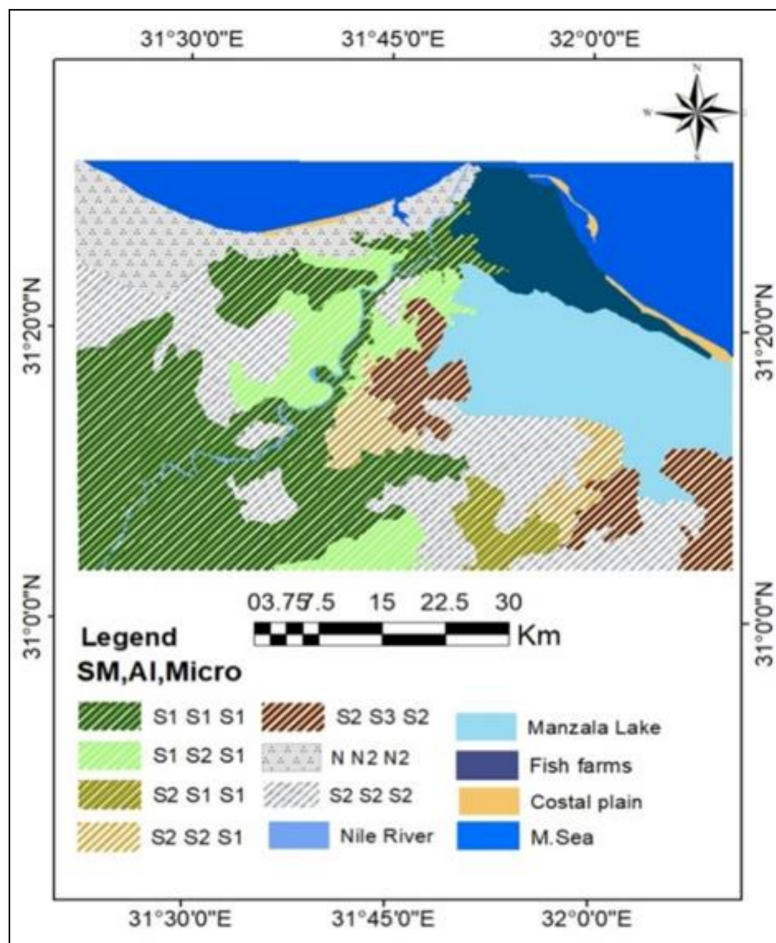 31°30'0"E 31°45'0"E 32°0'0"E
N
W
S
31°20'0"N 31°20'0"N
31°0'0"N 31°0'0"N
03.757.5 15 22.5 30
Km
Legend
SM,AI,Micro
S1 S1 S1 S2 S3 S2 Manzala Lake
S1 S2 S1 N N2 N2 Fish farms
S2 S1 S1 S2 S2 S2 Costal plain
S2 S2 S1 Nile River M.Sea
31°30'0"E 31°45'0"E 32°0'0"E